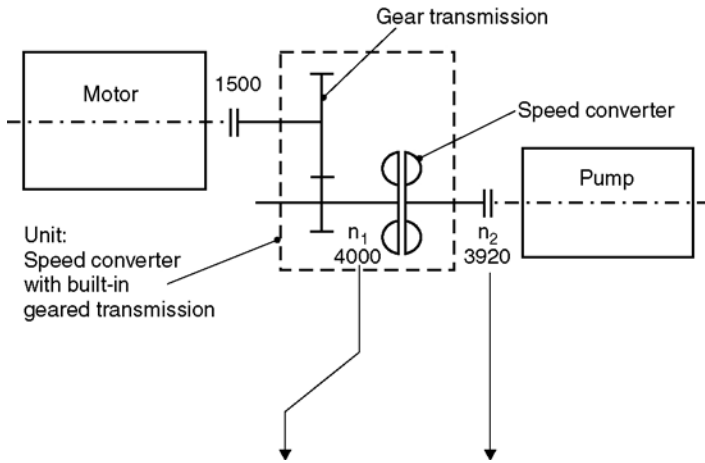 Gear transmission
Motor
1500
Speed converter
Pump
Unit:
Speed converter
with built-in
geared transmission
n₁
4000
n₂
3920